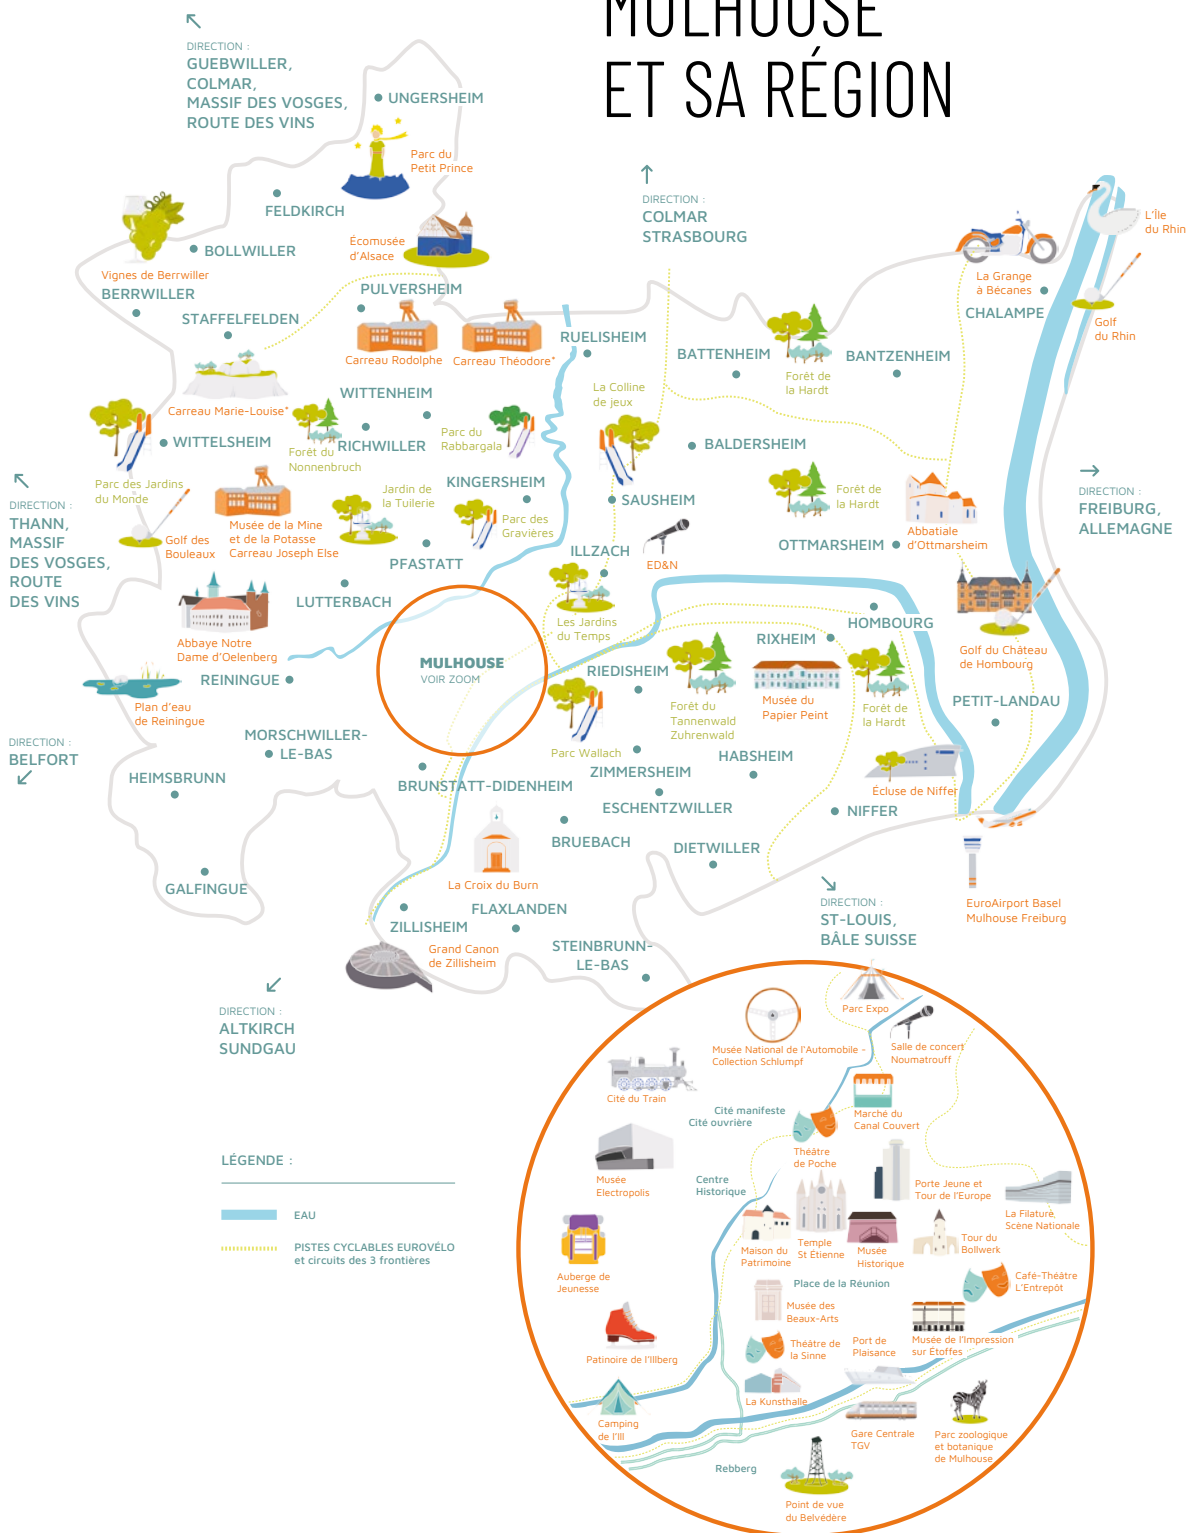 MULHOUSE
ET SA RÉGION
DIRECTION :
GUEBWILLER,
COLMAR,
MASSIF DES VOSGES,
ROUTE DES VINS
UNGERSHEIM
Parc du
Petit Prince
FELDKIRCH
DIRECTION :
COLMAR
STRASBOURG
L'Île
du Rhin
BOLLWILLER
Écomusée
d'Alsace
Vignes de Berrwiller
BERRWILLER
La Grange
à Bécanes
CHALAMPE
PULVERSHEIM
STAFFELFELDEN
Golf
du Rhin
RUELISHEIM
Carreau Rodolphe
Carreau Théodore*
BATTENHEIM
BANTZENHEIM
Forêt de
la Hardt
La Colline
de jeux
WITTENHEIM
Carreau Marie-Louise*
WITTELSHEIM
Forêt du
Nonnenbruch
RICHWILLER
Parc du
Rabbargala
BALDERSHEIM
Parc des Jardins
du Monde
KINGERSHEIM
Jardin de
la Tuilerie
SAUSHEIM
Forêt de
la Hardt
DIRECTION :
THANN,
MASSIF
DES VOSGES,
ROUTE
DES VINS
DIRECTION :
FREIBURG,
ALLEMAGNE
Golf des
Bouleaux
Musée de la Mine
et de la Potasse
Carreau Joseph Else
Parc des
Gravières
PFASTATT
ILLZACH
ED&N
OTTMARSHEIM
Abbatiale
d'Ottmarsheim
LUTTERBACH
Les Jardins
du Temps
HOMBOURG
RIXHEIM
Abbaye Notre
Dame d'Oelenberg
Golf du Château
de Hombourg
MULHOUSE
VOIR ZOOM
REININGUE
RIEDISHEIM
Plan d'eau
de Reiningue
Forêt du
Tannenwald
Zuhrenwald
Musée du
Papier Peint
Forêt de
la Hardt
PETIT-LANDAU
DIRECTION :
BELFORT
MORSCHWILLER-
LE-BAS
Parc Wallach
HABSHEIM
HEIMSBRUNN
BRUNSTATT-DIDENHEIM
ZIMMERSHEIM
Écluse de Niffer
ESCHENTZWILLER
NIFFER
BRUEBACH
DIETWILLER
GALFINGUE
La Croix du Burn
EuroAirport Basel
Mulhouse Freiburg
DIRECTION :
ST-LOUIS,
BÂLE SUISSE
FLAXLANDEN
ZILLISHEIM
Grand Canon
de Zillisheim
STEINBRUNN-
LE-BAS
DIRECTION :
ALTKIRCH
SUNDGAU
Parc Expo
Musée National de l'Automobile -
Collection Schlumpf
Salle de concert
Noumatrouff
Cité du Train
Cité manifeste
Cité ouvrière
Marché du
Canal Couvert
Théâtre
de Poche
Musée
Electropolis
Centre
Historique
Porte Jeune et
Tour de l'Europe
La Filature,
Scène Nationale
Maison du
Patrimoine
Temple
St Étienne
Musée
Historique
Tour du
Bollwerk
Auberge de
Jeunesse
Place de la Réunion
Café-Théâtre
L'Entrepôt
Musée des
Beaux-Arts
Patinoire de l'Illberg
Théâtre de
la Sinne
Port de
Plaisance
Musée de l'Impression
sur Étoffes
La Kunsthalle
Camping
de l'Ill
Gare Centrale
TGV
Parc zoologique
et botanique
de Mulhouse
Rebberg
Point de vue
du Belvédère
LÉGENDE :
EAU
PISTES CYCLABLES EUROVÉLO
et circuits des 3 frontières